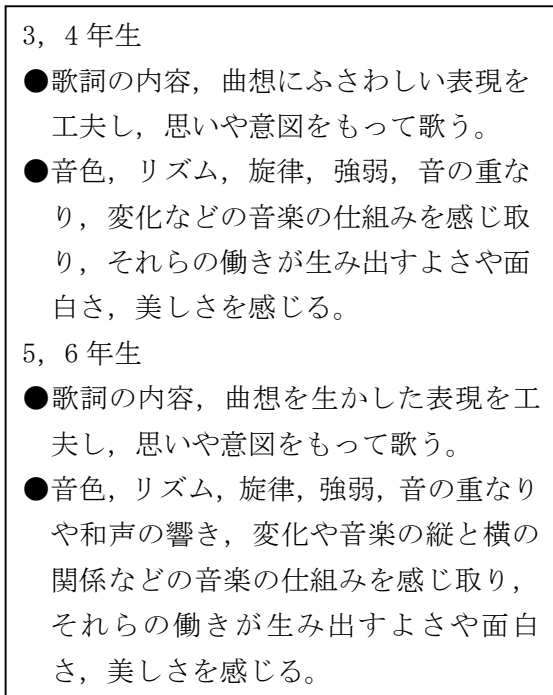 3，4年生
●歌詞の内容，曲想にふさわしい表現を
工夫し，思いや意図をもって歌う。
●音色，リズム，旋律，強弱，音の重な
り，変化などの音楽の仕組みを感じ取
り，それらの働きが生み出すよさや面
白さ，美しさを感じる。
5，6年生
●歌詞の内容，曲想を生かした表現を工
夫し，思いや意図をもって歌う。
●音色，リズム，旋律，強弱，音の重なり
や和声の響き，変化や音楽の縦と横の
関係などの音楽の仕組みを感じ取り，
それらの働きが生み出すよさや面白
さ，美しさを感じる。